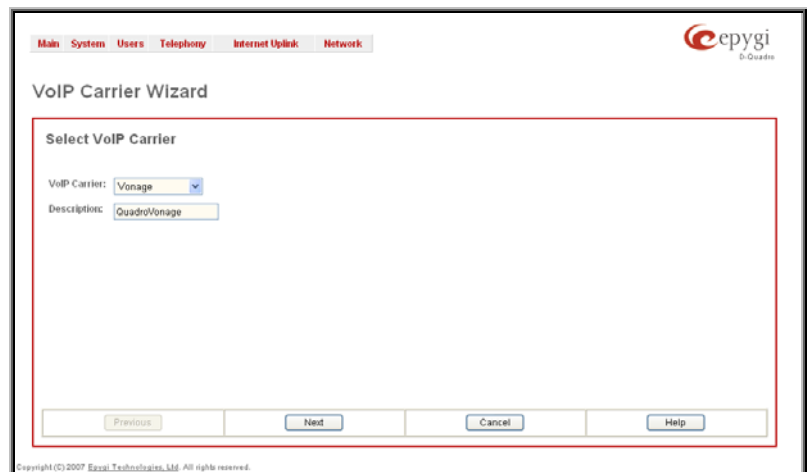 Main System Users Telephony Internet Uplink Network
epygi
D-Quadro
VoIP Carrier Wizard
Select VoIP Carrier
VoIP Carrier: Vonage
Description: QuadroVonage
Previous Next Cancel Help
Copyright (C) 2007 Epygi Technologies, Ltd. All rights reserved.